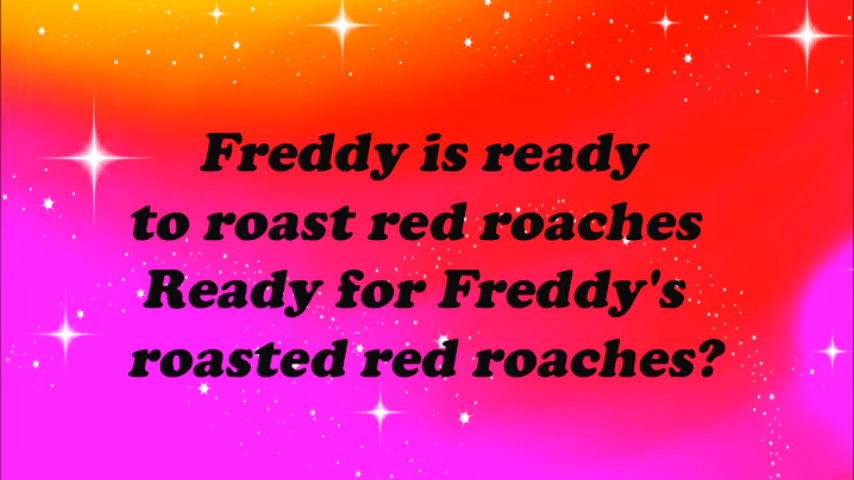 Freddy is ready
to roast red roaches
Ready for Freddy's
roasted red roaches?